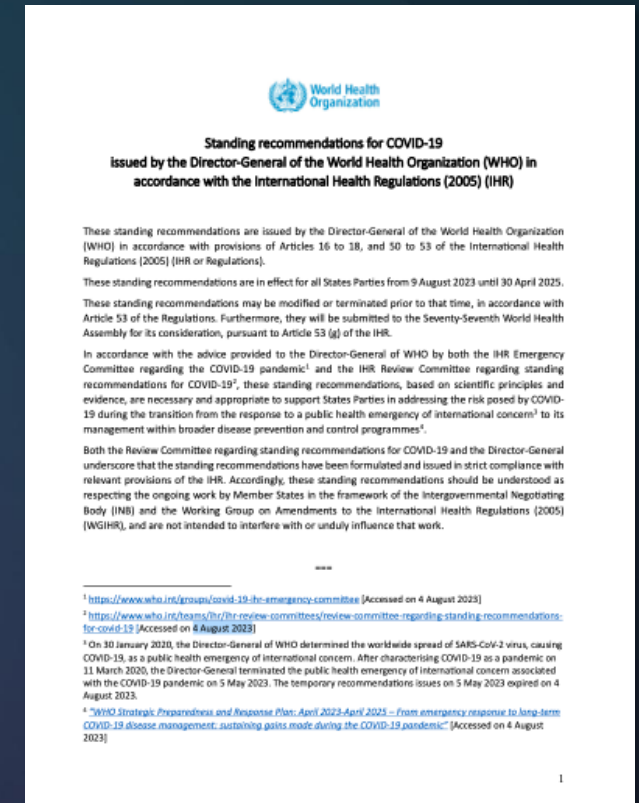 World Health
Organization
Standing recommendations for COVID-19
issued by the Director-General of the World Health Organization (WHO) in
accordance with the International Health Regulations (2005) (IHR)
These standing recommendations are issued by the Director-General of the World Health Organization
(WHO) in accordance with provisions of Articles 16 to 18, and 50 to 53 of the International Health
Regulations (2005) (IHR or Regulations).
These standing recommendations are in effect for all States Parties from 9 August 2023 until 30 April 2025.
These standing recommendations may be modified or terminated prior to that time, in accordance with
Article 53 of the Regulations. Furthermore, they will be submitted to the Seventy-Seventh World Health
Assembly for its consideration, pursuant to Article 53 (g) of the IHR.
In accordance with the advice provided to the Director-General of WHO by both the IHR Emergency
Committee regarding the COVID-19 pandemic¹ and the IHR Review Committee regarding standing
recommendations for COVID-19², these standing recommendations, based on scientific principles and
evidence, are necessary and appropriate to support States Parties in addressing the risk posed by COVID-
19 during the transition from the response to a public health emergency of international concern³ to its
management within broader disease prevention and control programmes⁴.
Both the Review Committee regarding standing recommendations for COVID-19 and the Director-General
underscore that the standing recommendations have been formulated and issued in strict compliance with
relevant provisions of the IHR. Accordingly, these standing recommendations should be understood as
respecting the ongoing work by Member States in the framework of the Intergovernmental Negotiating
Body (INB) and the Working Group on Amendments to the International Health Regulations (2005)
(WGIHR), and are not intended to interfere with or unduly influence that work.
===
¹ https://www.who.int/groups/covid-19-ihr-emergency-committee [Accessed on 4 August 2023]
² https://www.who.int/teams/ihr/ihr-review-committees/review-committee-regarding-standing-recommendations-
for-covid-19 [Accessed on 4 August 2023]
³ On 30 January 2020, the Director-General of WHO determined the worldwide spread of SARS-CoV-2 virus, causing
COVID-19, as a public health emergency of international concern. After characterising COVID-19 as a pandemic on
11 March 2020, the Director-General terminated the public health emergency of international concern associated
with the COVID-19 pandemic on 5 May 2023. The temporary recommendations issues on 5 May 2023 expired on 4
August 2023.
⁴ "WHO Strategic Preparedness and Response Plan: April 2023-April 2025 – From emergency response to long-term
COVID-19 disease management: sustaining gains made during the COVID-19 pandemic" [Accessed on 4 August
2023]
1